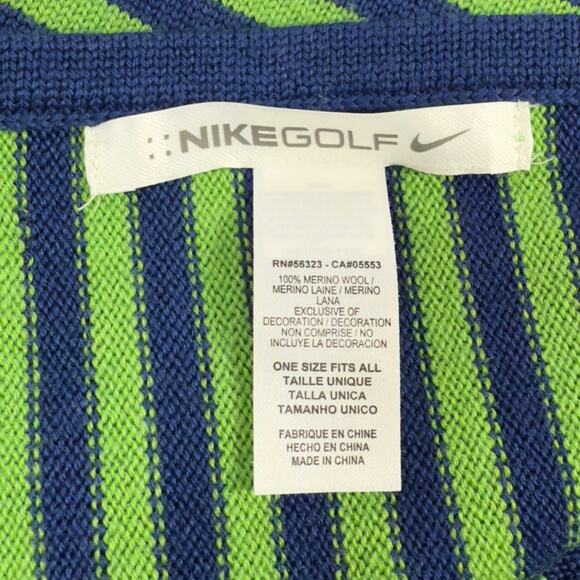 NIKEGOLF
RN#56323 - CA#05553
100% MERINO WOOL /
MERINO LAINE / MERINO
LANA
EXCLUSIVE OF
DECORATION / DECORATION
NON COMPRISE / NO
INCLUYE LA DECORACION
ONE SIZE FITS ALL
TAILLE UNIQUE
TALLA UNICA
TAMANHO UNICO
FABRIQUE EN CHINE
HECHO EN CHINA
MADE IN CHINA